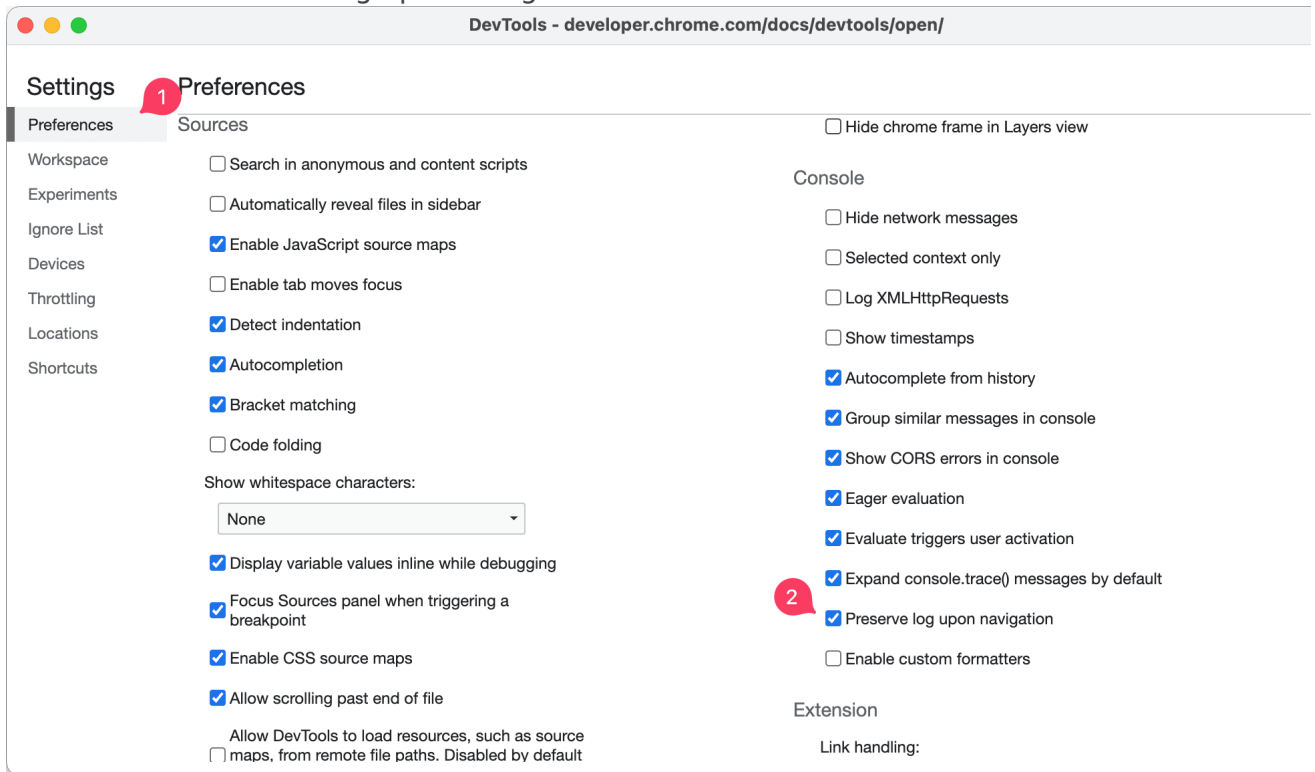 DevTools - developer.chrome.com/docs/devtools/open/
Settings
1
Preferences
Workspace
Experiments
Ignore List
Devices
Throttling
Locations
Shortcuts
Preferences
Sources
Search in anonymous and content scripts
Automatically reveal files in sidebar
Enable JavaScript source maps
Enable tab moves focus
Detect indentation
Autocompletion
Bracket matching
Code folding
Show whitespace characters:
None
Display variable values inline while debugging
Focus Sources panel when triggering a
breakpoint
Enable CSS source maps
Allow scrolling past end of file
Allow DevTools to load resources, such as source
maps, from remote file paths. Disabled by default
Hide chrome frame in Layers view
Console
Hide network messages
Selected context only
Log XMLHttpRequests
Show timestamps
Autocomplete from history
Group similar messages in console
Show CORS errors in console
Eager evaluation
Evaluate triggers user activation
Expand console.trace() messages by default
2
Preserve log upon navigation
Enable custom formatters
Extension
Link handling: